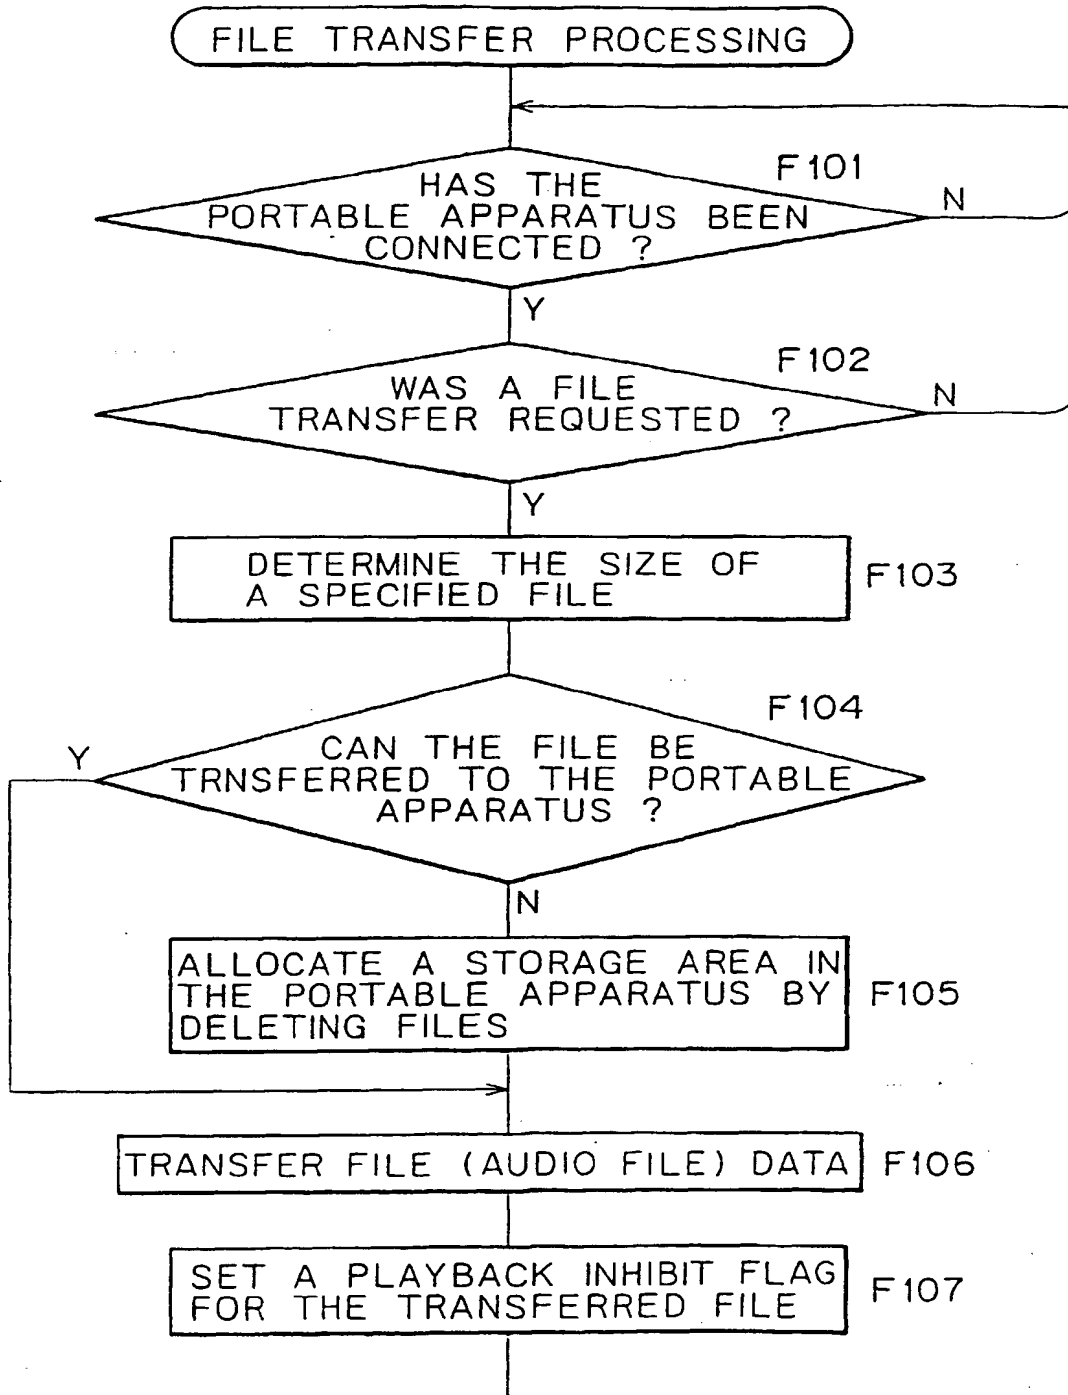 FILE TRANSFER PROCESSING
F101
HAS THE
PORTABLE APPARATUS BEEN
CONNECTED ?
N
Y
F102
WAS A FILE
TRANSFER REQUESTED ?
N
Y
DETERMINE THE SIZE OF
A SPECIFIED FILE
F103
F104
Y
CAN THE FILE BE
TRNSFERRED TO THE PORTABLE
APPARATUS ?
N
ALLOCATE A STORAGE AREA IN
THE PORTABLE APPARATUS BY
DELETING FILES
F105
TRANSFER FILE (AUDIO FILE) DATA
F106
SET A PLAYBACK INHIBIT FLAG
FOR THE TRANSFERRED FILE
F107